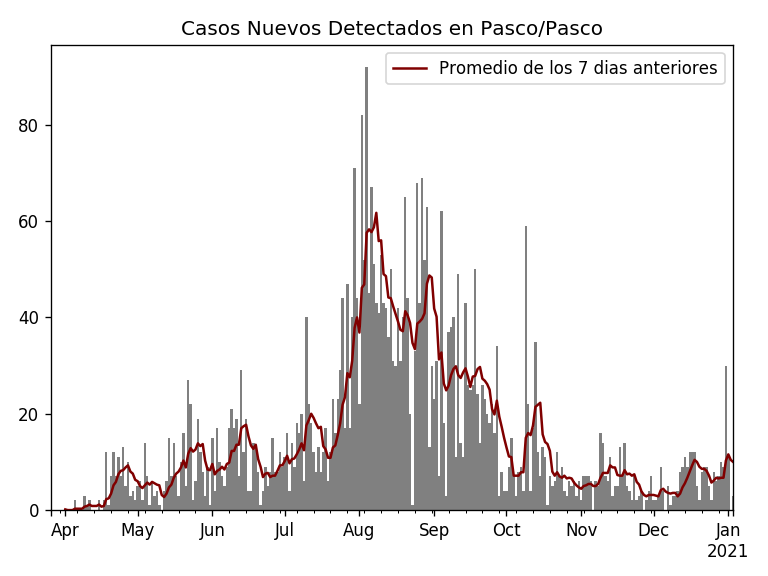 Casos Nuevos Detectados en Pasco/Pasco
Promedio de los 7 dias anteriores
80
60
40
20
0
Apr May Jun Jul Aug Sep Oct Nov Dec Jan
2021